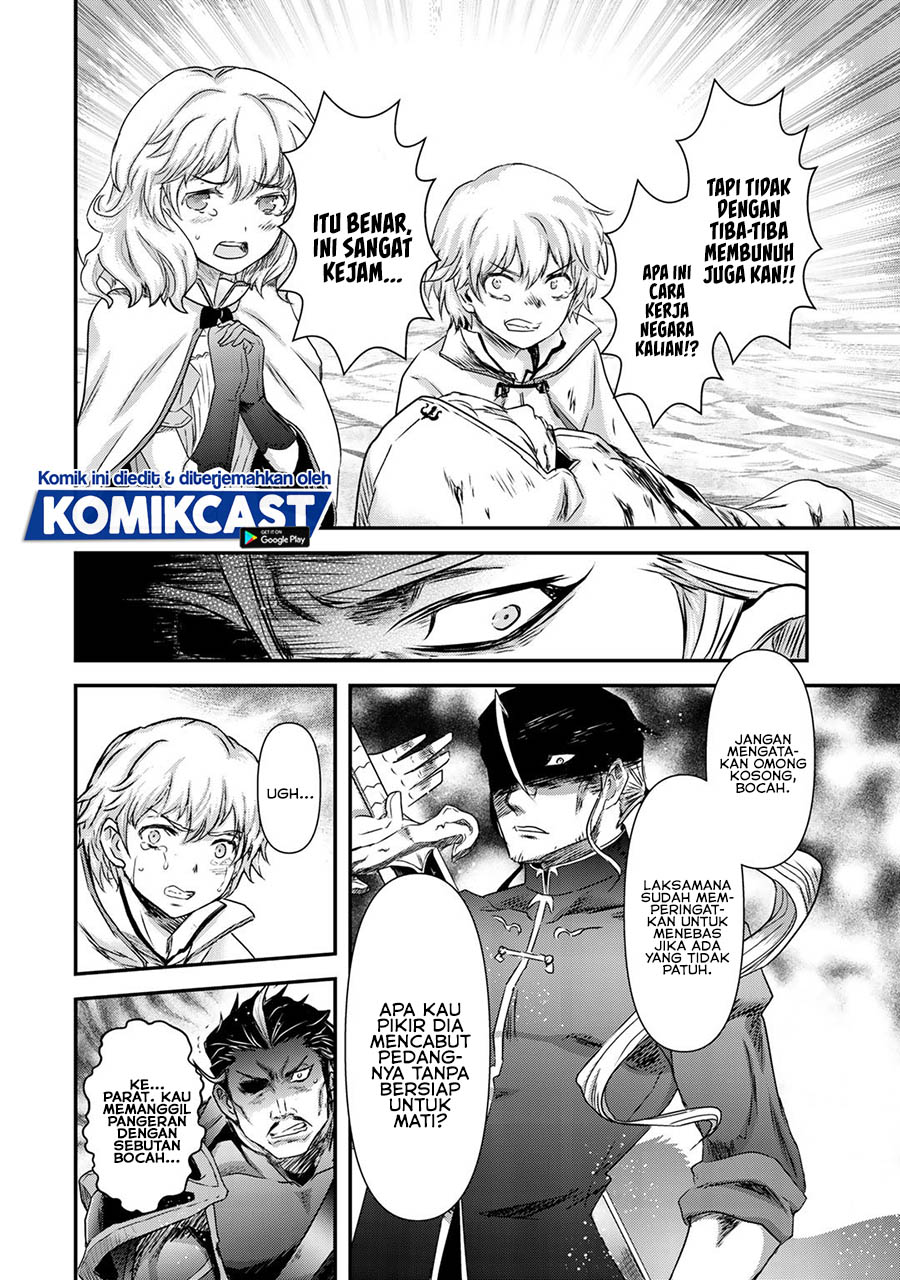 TAPI TIDAK
DENGAN
TIBA-TIBA
MEMBUNUH
JUGA KAN!!
APA INI
CARA
KERJA
NEGARA
KALIAN!?
ITU BENAR,
INI SANGAT
KEJAM...
Komik ini diedit & diterjemahkan oleh
KOMIKCAST
GET IT ON
Google Play
JANGAN
MENGATA-
KAN OMONG
KOSONG,
BOCAH.
LAKSAMANA
SUDAH MEM-
PERINGAT-
KAN UNTUK
MENEBAS
JIKA ADA
YANG TIDAK
PATUH.
APA KAU
PIKIR DIA
MENCABUT
PEDANG-
NYA TANPA
BERSIAP
UNTUK
MATI?
UGH...
KE...
PARAT. KAU
MEMANGGIL
PANGERAN
DENGAN
SEBUTAN
BOCAH...